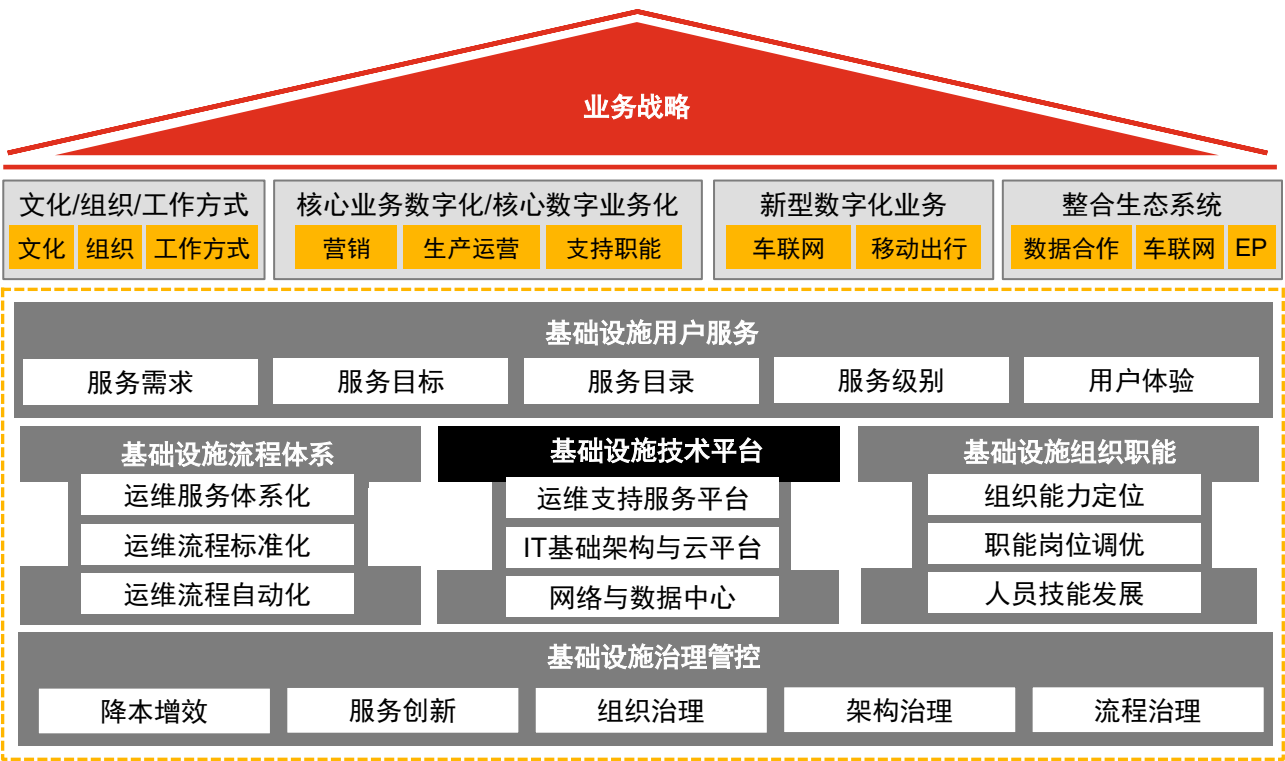 业务战略
文化/组织/工作方式
文化
组织
工作方式
核心业务数字化/核心数字业务化
营销
生产运营
支持职能
新型数字化业务
车联网
移动出行
整合生态系统
数据合作
车联网
EP
基础设施用户服务
服务需求
服务目标
服务目录
服务级别
用户体验
基础设施流程体系
运维服务体系化
运维流程标准化
运维流程自动化
基础设施技术平台
运维支持服务平台
IT基础架构与云平台
网络与数据中心
基础设施组织职能
组织能力定位
职能岗位调优
人员技能发展
基础设施治理管控
降本增效
服务创新
组织治理
架构治理
流程治理